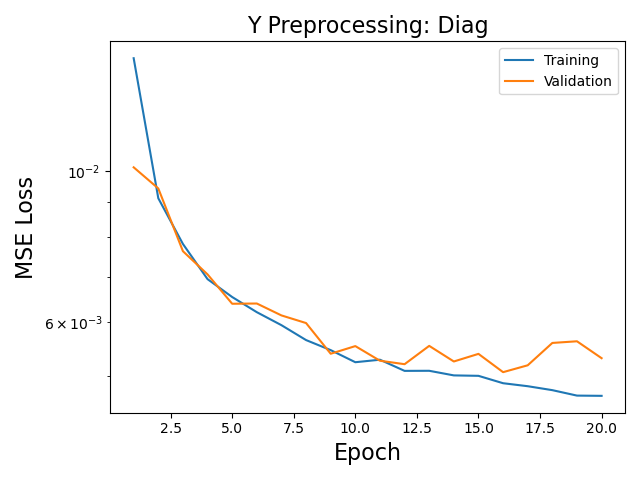 Y Preprocessing: Diag
Training
Validation
MSE Loss
10⁻²
6 × 10⁻³
2.5 5.0 7.5 10.0 12.5 15.0 17.5 20.0
Epoch